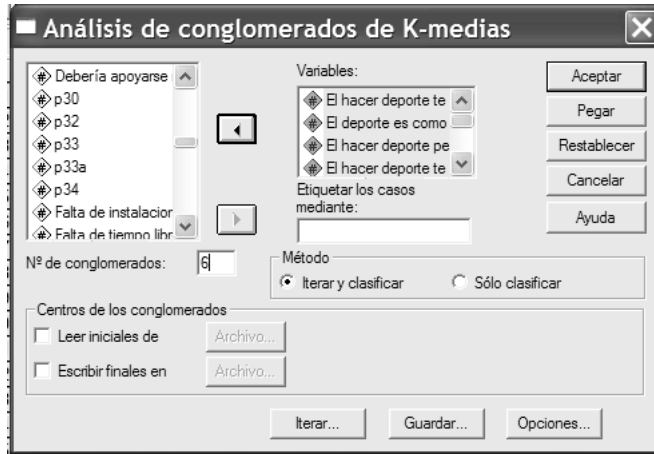 Análisis de conglomerados de K-medias
Debería apoyarse
p30
p32
p33
p33a
p34
Falta de instalacior
Falta de tiempo libr
Variables:
El hacer deporte te
El deporte es como
El hacer deporte pe
El hacer deporte te
Etiquetar los casos
mediante:
Aceptar
Pegar
Restablecer
Cancelar
Ayuda
Nº de conglomerados: 6
Método
Iterar y clasificar Sólo clasificar
Centros de los conglomerados
Leer iniciales de Archivo...
Escribir finales en Archivo...
Iterar... Guardar... Opciones...